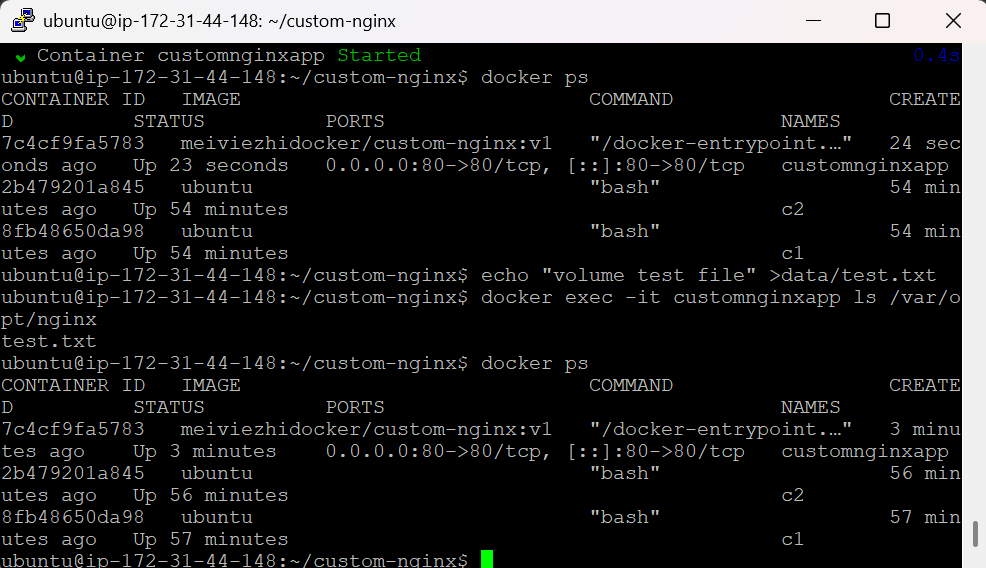 ubuntu@ip-172-31-44-148: ~/custom-nginx
Container customnginxapp Started 0.4s
ubuntu@ip-172-31-44-148:~/custom-nginx$ docker ps
CONTAINER ID   IMAGE                             COMMAND                  CREATE
D          STATUS          PORTS                                 NAMES
7c4cf9fa5783   meiviezhidocker/custom-nginx:v1   "/docker-entrypoint.…"   24 sec
onds ago   Up 23 seconds   0.0.0.0:80->80/tcp, [::]:80->80/tcp   customnginxapp
2b479201a845   ubuntu                            "bash"                   54 min
utes ago   Up 54 minutes                                         c2
8fb48650da98   ubuntu                            "bash"                   54 min
utes ago   Up 54 minutes                                         c1
ubuntu@ip-172-31-44-148:~/custom-nginx$ echo "volume test file" >data/test.txt
ubuntu@ip-172-31-44-148:~/custom-nginx$ docker exec -it customnginxapp ls /var/o
pt/nginx
test.txt
ubuntu@ip-172-31-44-148:~/custom-nginx$ docker ps
CONTAINER ID   IMAGE                             COMMAND                  CREATE
D          STATUS          PORTS                                 NAMES
7c4cf9fa5783   meiviezhidocker/custom-nginx:v1   "/docker-entrypoint.…"   3 minu
tes ago    Up 3 minutes    0.0.0.0:80->80/tcp, [::]:80->80/tcp   customnginxapp
2b479201a845   ubuntu                            "bash"                   56 min
utes ago   Up 56 minutes                                         c2
8fb48650da98   ubuntu                            "bash"                   57 min
utes ago   Up 57 minutes                                         c1
ubuntu@ip-172-31-44-148:~/custom-nginx$